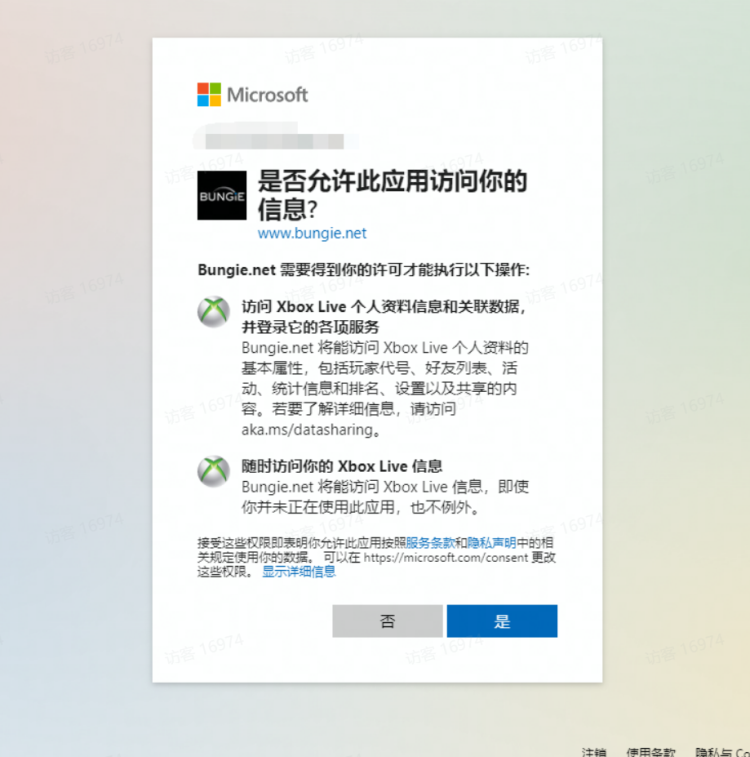 Microsoft
BUNGiE
是否允许此应用访问你的
信息?
www.bungie.net
Bungie.net 需要得到你的许可才能执行以下操作:
访问 Xbox Live 个人资料信息和关联数据，
并登录它的各项服务
Bungie.net 将能访问 Xbox Live 个人资料的
基本属性，包括玩家代号、好友列表、活
动、统计信息和排名、设置以及共享的内
容。若要了解详细信息，请访问
aka.ms/datasharing。
随时访问你的 Xbox Live 信息
Bungie.net 将能访问 Xbox Live 信息，即使
你并未正在使用此应用，也不例外。
接受这些权限即表明你允许此应用按照服务条款和隐私声明中的相
关规定使用你的数据。 可以在 https://microsoft.com/consent 更改
这些权限。 显示详细信息
否
是
注销 使用条款 隐私与 Co
访客 16974